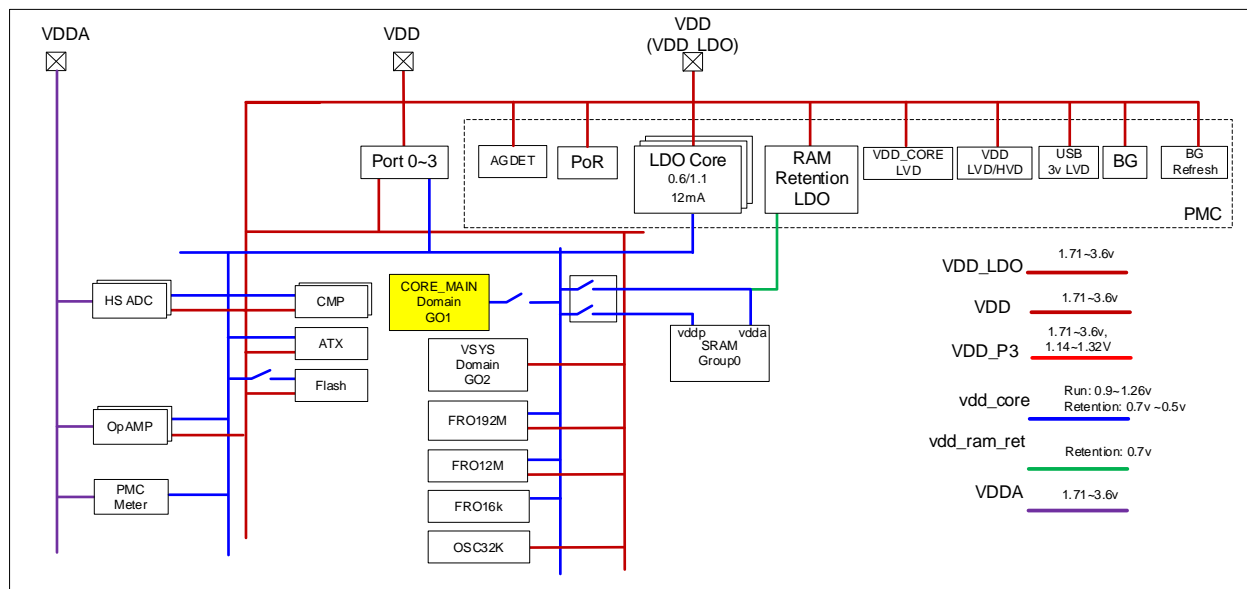 VDDA
VDD
VDD
(VDD_LDO)
Port 0~3
AGDET
PoR
LDO Core
0.6/1.1
12mA
RAM
Retention
LDO
VDD_CORE
LVD
VDD
LVD/HVD
USB
3v LVD
BG
BG
Refresh
PMC
HS ADC
CMP
ATX
Flash
OpAMP
PMC
Meter
CORE_MAIN
Domain
GO1
VSYS
Domain
GO2
FRO192M
FRO12M
FRO16k
OSC32K
vddp
vdda
SRAM
Group0
VDD_LDO
1.71~3.6v
VDD
1.71~3.6v
VDD_P3
1.71~3.6v,
1.14~1.32V
vdd_core
Run: 0.9~1.26v
Retention: 0.7v ~0.5v
vdd_ram_ret
Retention: 0.7v
VDDA
1.71~3.6v